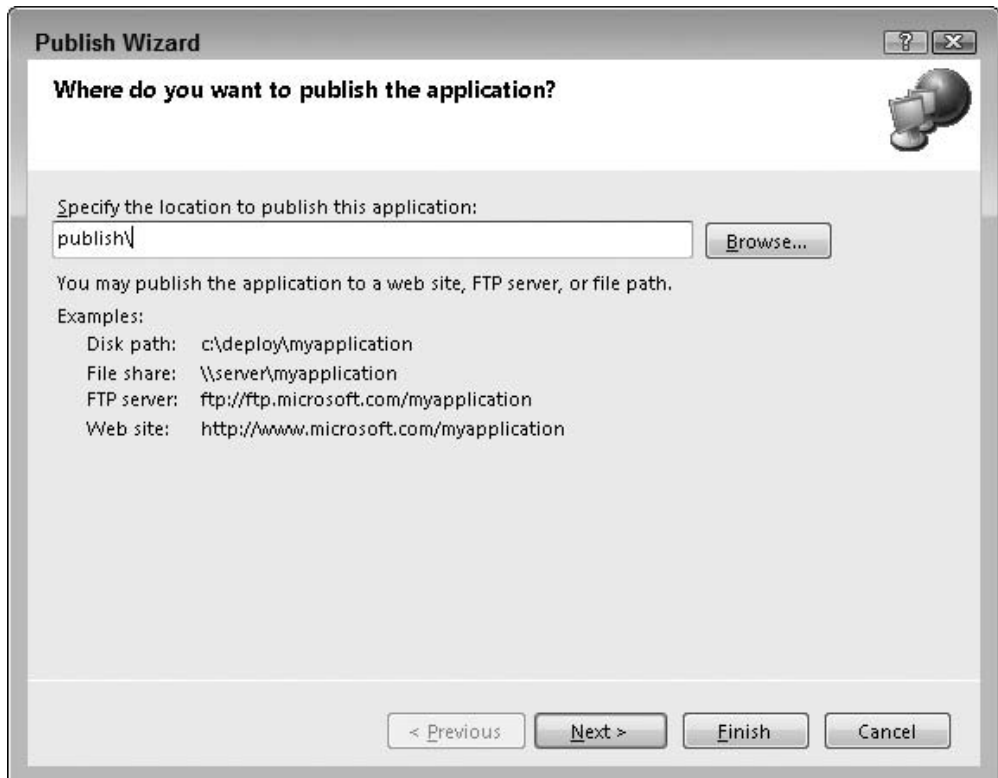 Publish Wizard
Where do you want to publish the application?
Specify the location to publish this application:
publish\
Browse...
You may publish the application to a web site, FTP server, or file path.
Examples:
Disk path: c:\deploy\myapplication
File share: \\server\myapplication
FTP server: ftp://ftp.microsoft.com/myapplication
Web site: http://www.microsoft.com/myapplication
< Previous Next > Finish Cancel